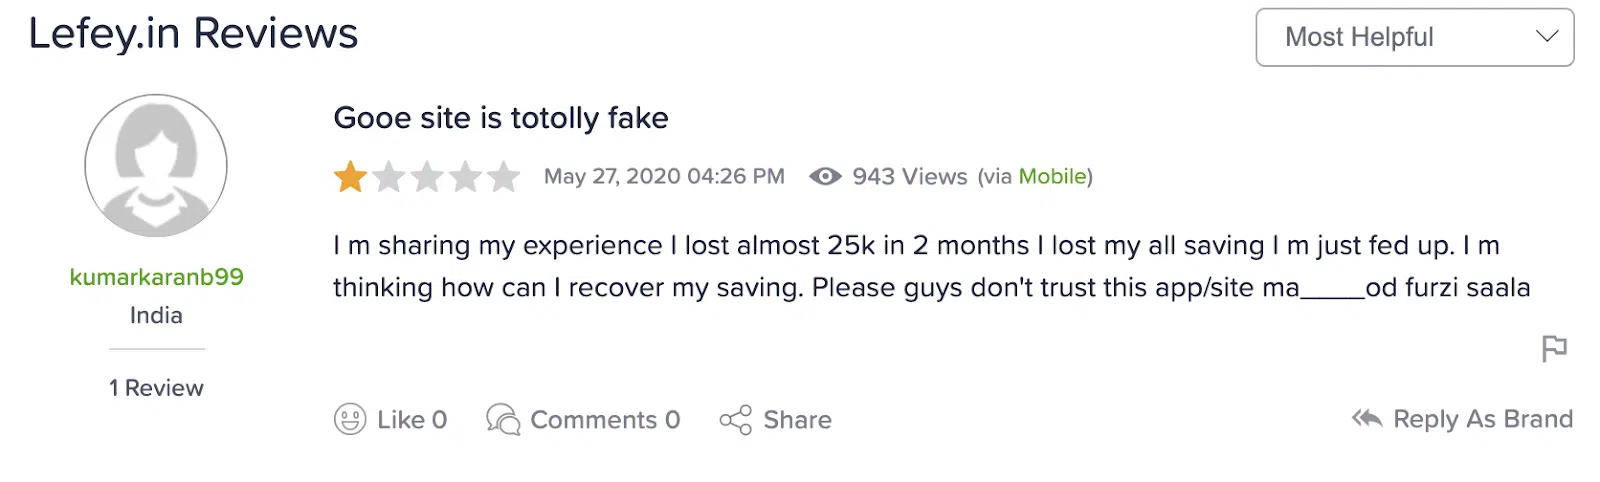 Lefey.in Reviews
Most Helpful
Gooe site is totolly fake
May 27, 2020 04:26 PM 943 Views (via Mobile)
I m sharing my experience I lost almost 25k in 2 months I lost my all saving I m just fed up. I m
thinking how can I recover my saving. Please guys don't trust this app/site ma____od furzi saala
kumarkaranb99
India
1 Review
Like 0 Comments 0 Share
Reply As Brand